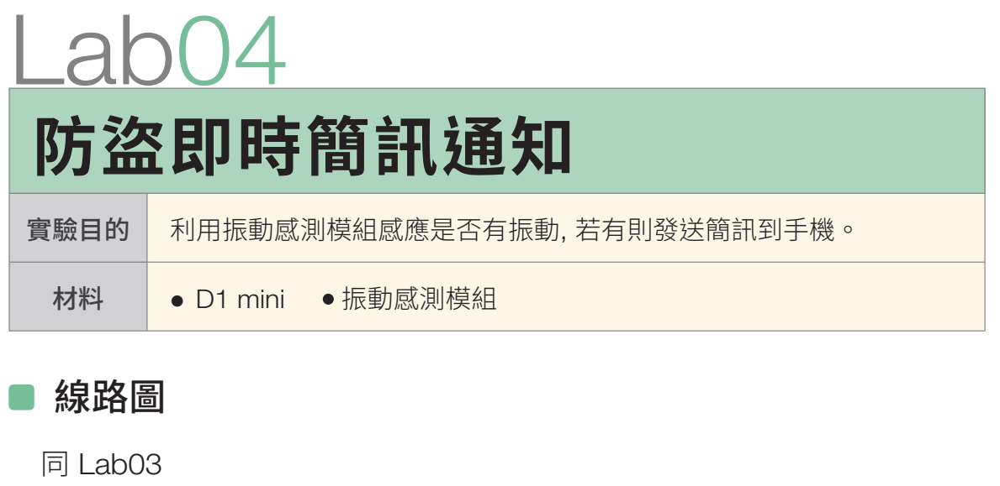 Lab04
防盜即時簡訊通知
實驗目的 利用振動感測模組感應是否有振動, 若有則發送簡訊到手機。
材料 ● D1 mini ● 振動感測模組
線路圖
同 Lab03